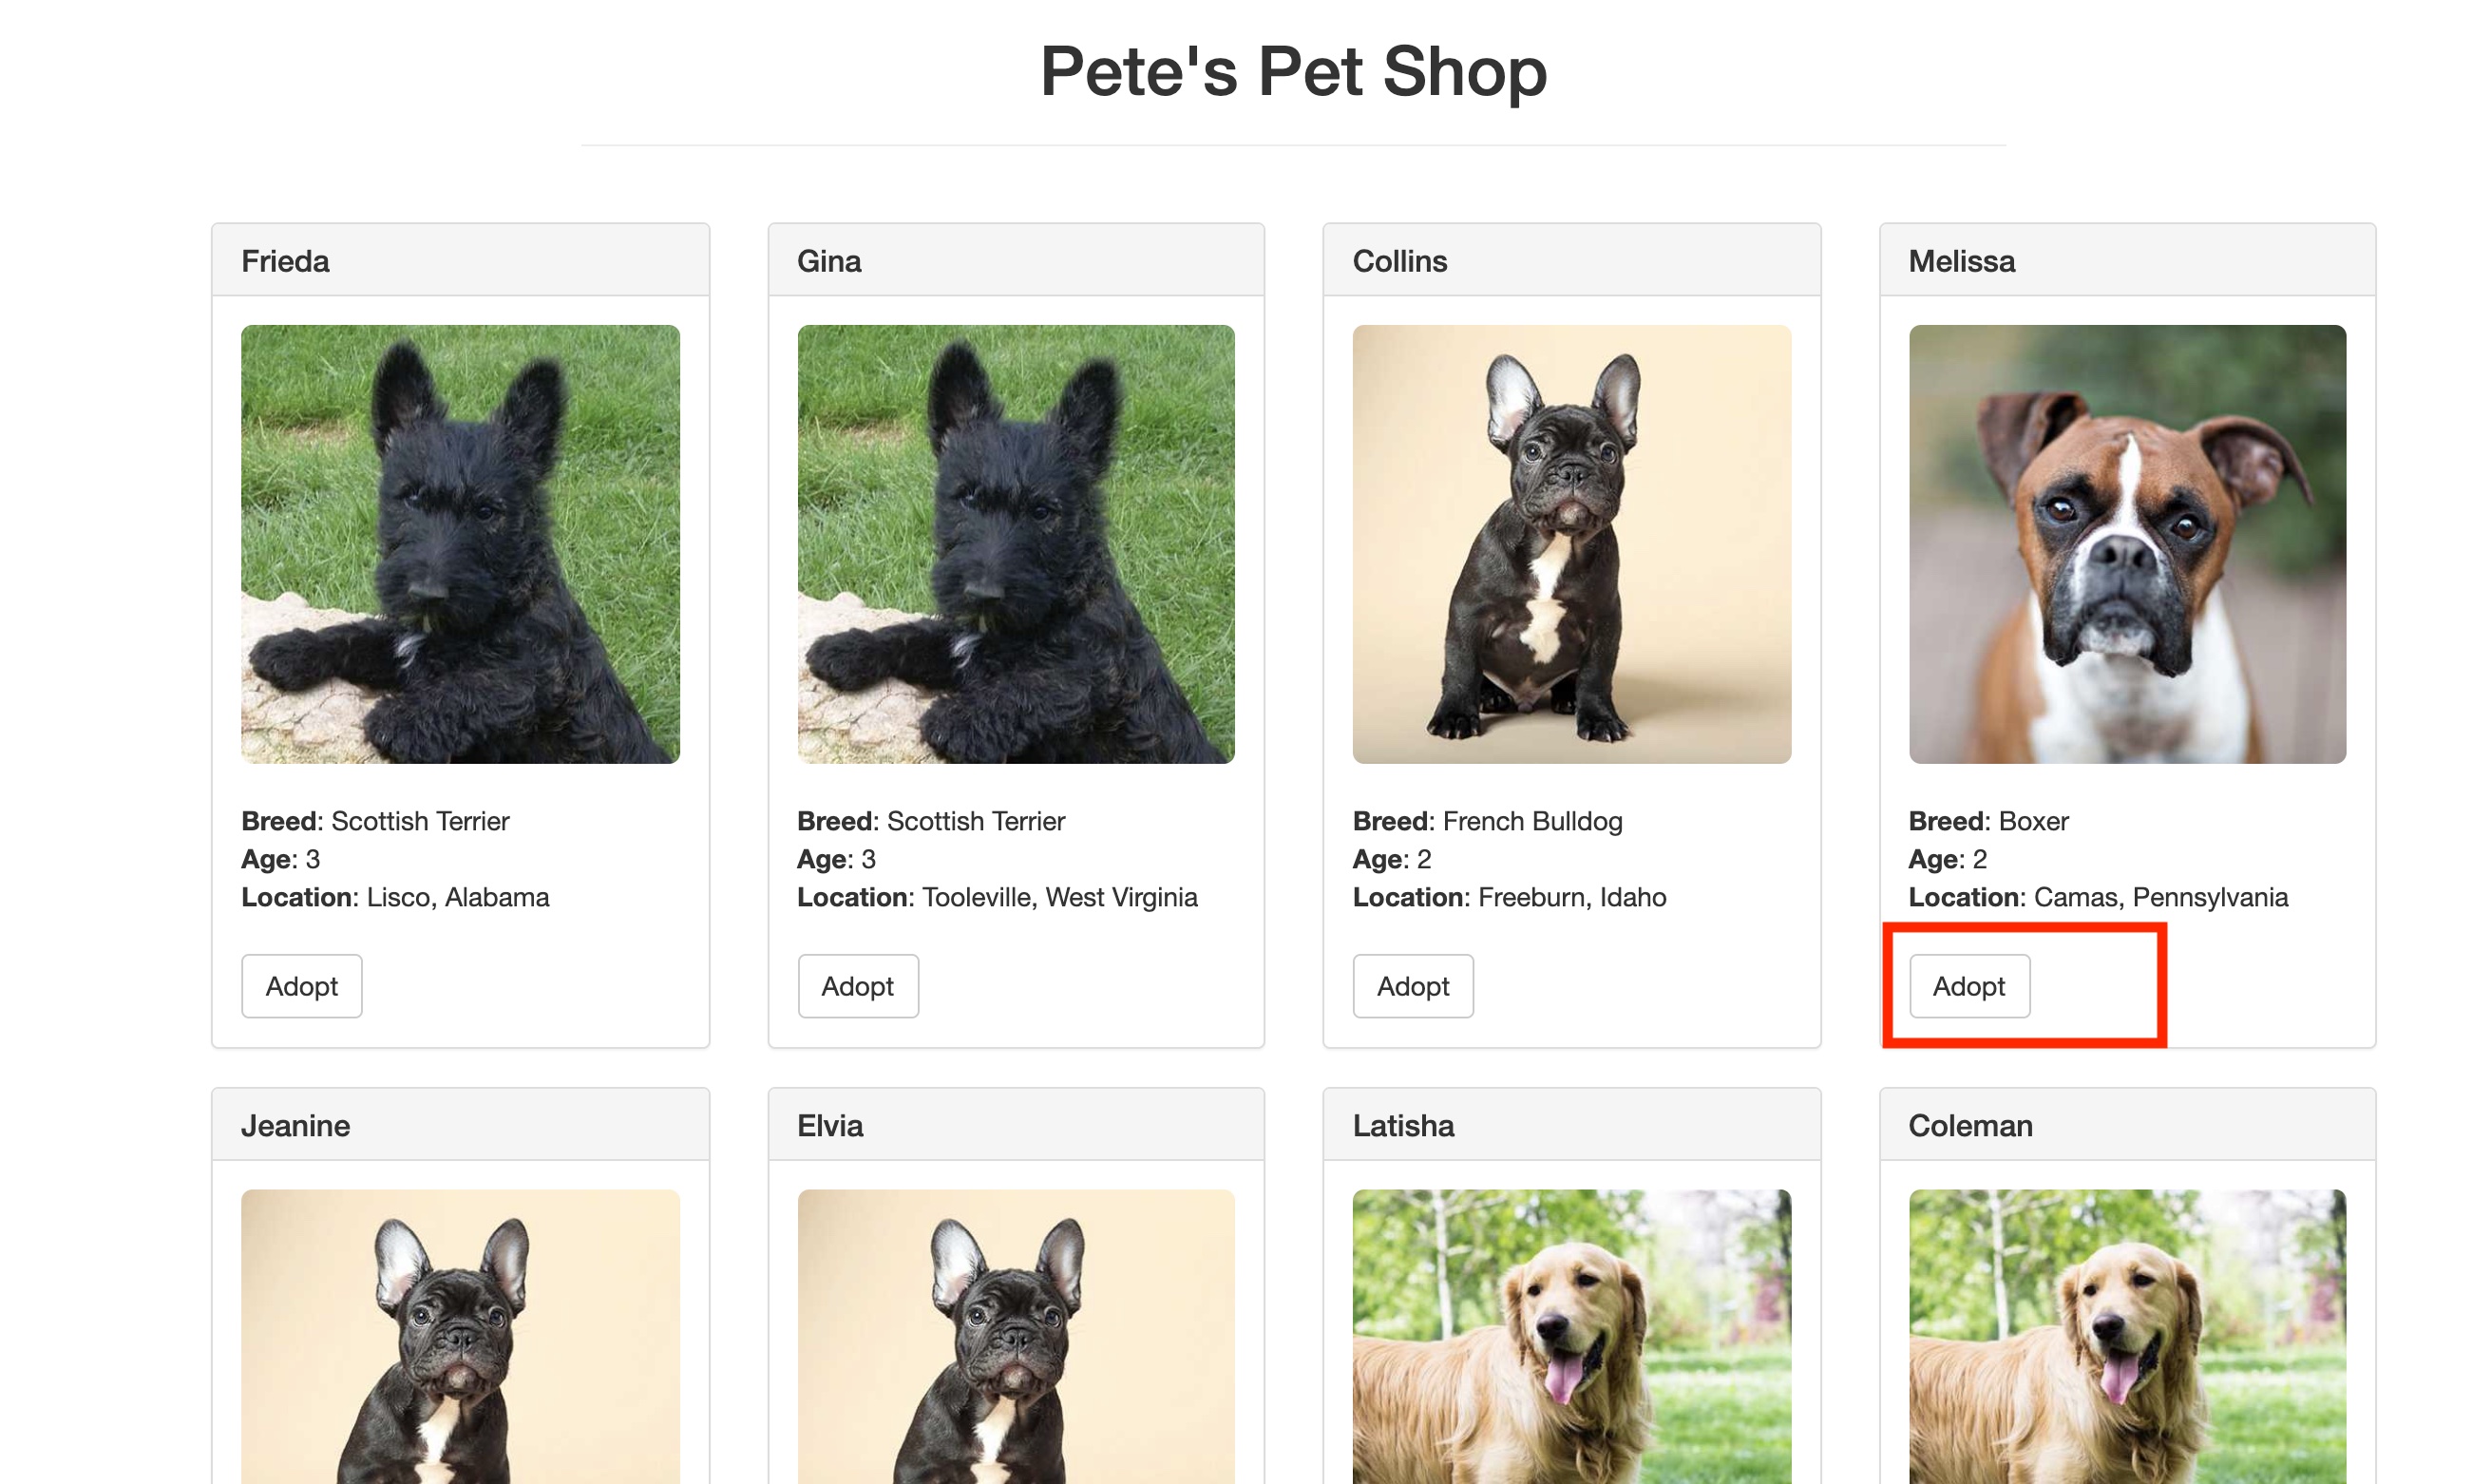 Pete's Pet Shop
Frieda
Breed: Scottish Terrier
Age: 3
Location: Lisco, Alabama
Adopt
Gina
Breed: Scottish Terrier
Age: 3
Location: Tooleville, West Virginia
Adopt
Collins
Breed: French Bulldog
Age: 2
Location: Freeburn, Idaho
Adopt
Melissa
Breed: Boxer
Age: 2
Location: Camas, Pennsylvania
Adopt
Jeanine
Elvia
Latisha
Coleman